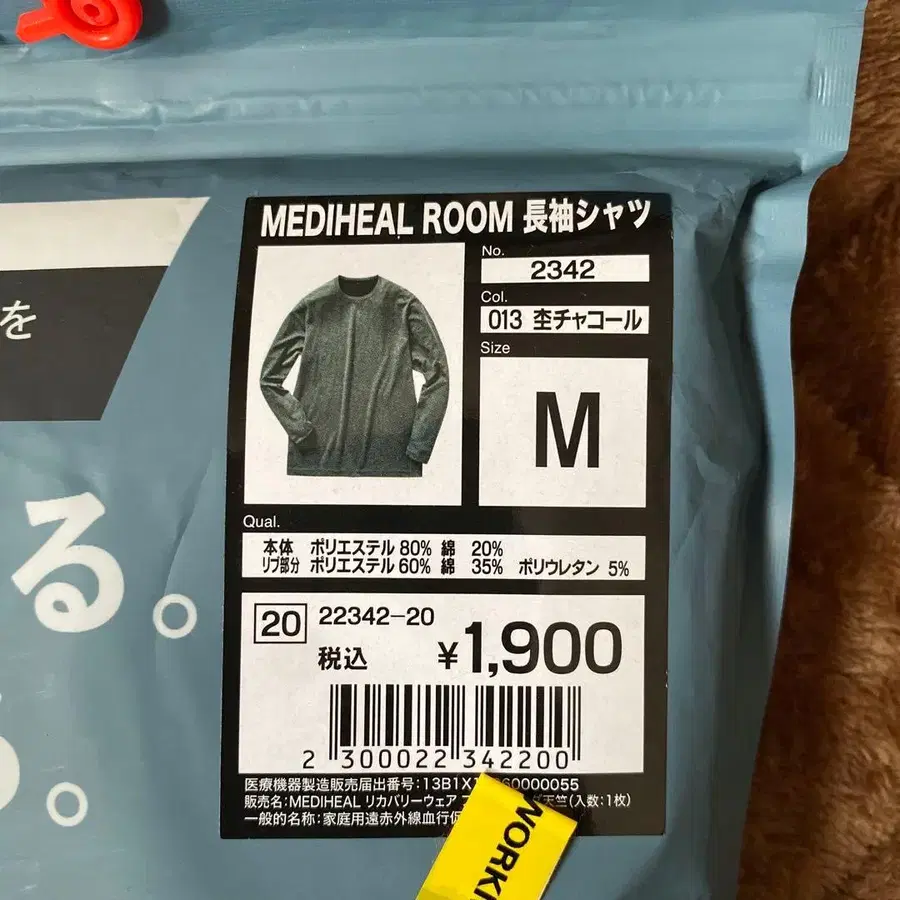 MEDIHEAL ROOM 長袖シャツ
No.
2342
Col.
013 杢チャコール
Size
M
Qual.
本体 ポリエステル 80% 綿 20%
リブ部分 ポリエステル 60% 綿 35% ポリウレタン 5%
20 22342-20
税込 ¥1,900
2 300022 342200
医療機器製造販売届出番号:13B1X 0000055
販売名:MEDIHEAL リカバリーウェア 天竺(入数:1枚)
一般的名称:家庭用遠赤外線血行
を
る。
。
WORK